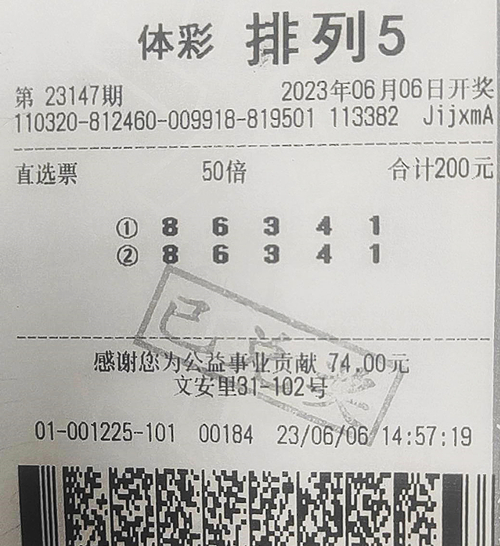 体彩 排列5
第 23147期 2023年06月06日开奖
110320-812460-009918-819501 113382 JijxmA
直选票 50倍 合计200元
① 8 6 3 4 1
② 8 6 3 4 1
已兑奖
感谢您为公益事业贡献 74.00元
文安里31-102号
01-001225-101 00184 23/06/06 14:57:19